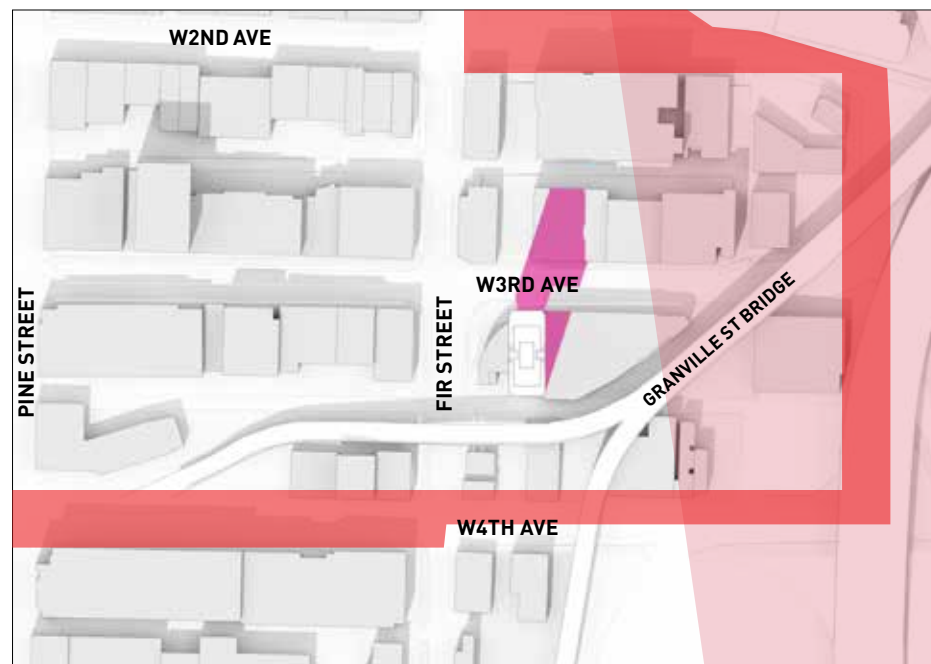 W2ND AVE
W3RD AVE
PINE STREET
FIR STREET
GRANVILLE ST BRIDGE
W4TH AVE